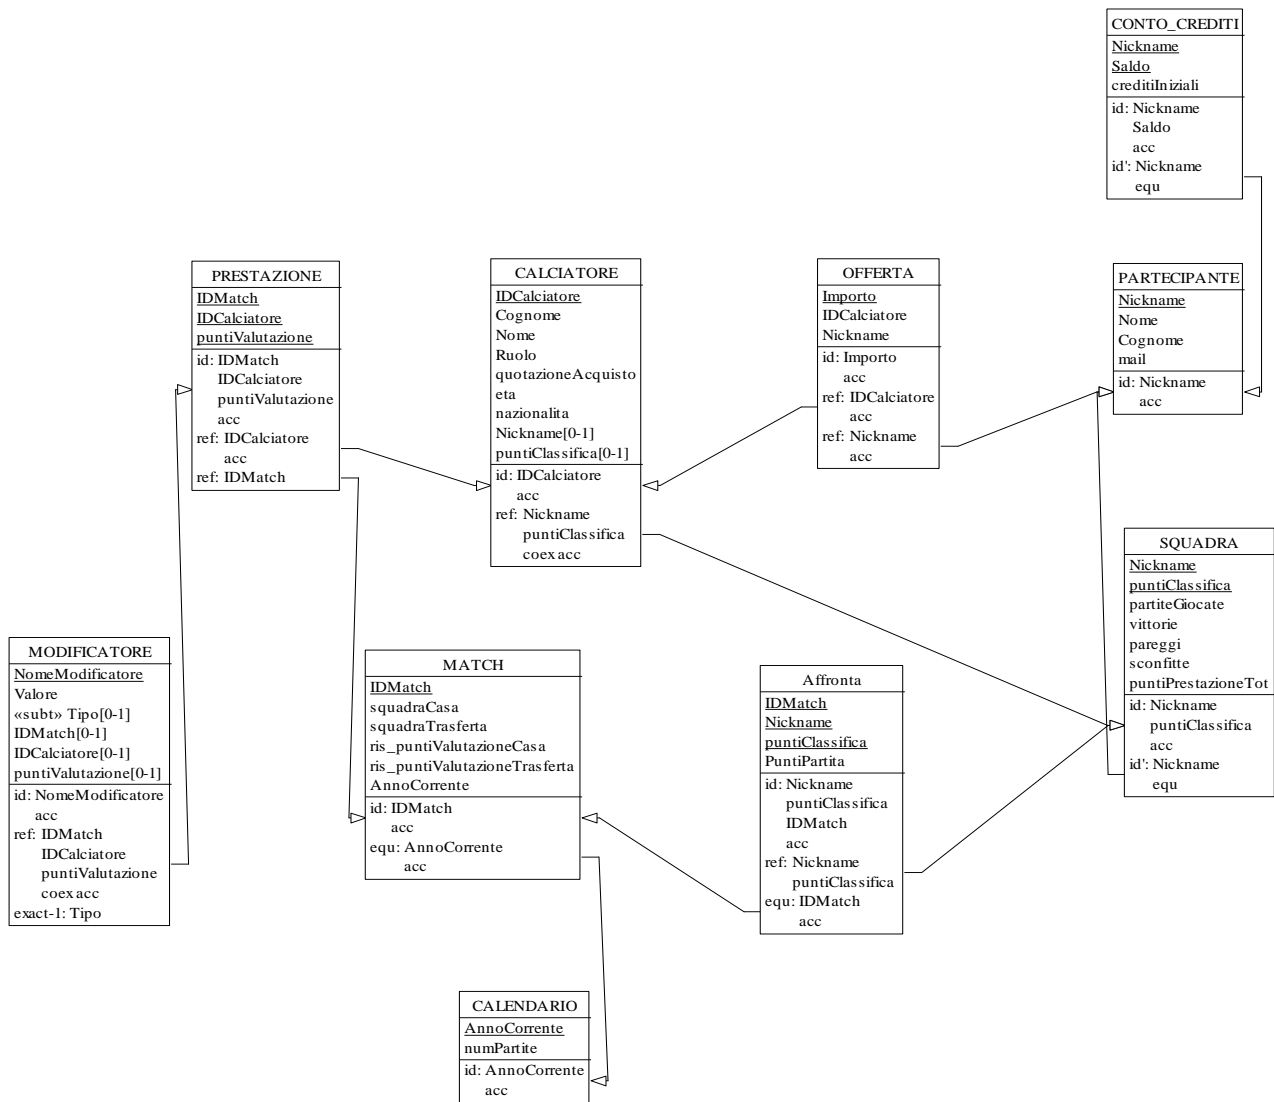 CONTO_CREDITI
Nickname
Saldo
creditiIniziali
id: Nickname
Saldo
acc
id': Nickname
equ
PRESTAZIONE
IDMatch
IDCalciatore
puntiValutazione
id: IDMatch
IDCalciatore
puntiValutazione
acc
ref: IDCalciatore
acc
ref: IDMatch
CALCIATORE
IDCalciatore
Cognome
Nome
Ruolo
quotazioneAcquisto
eta
nazionalita
Nickname[0-1]
puntiClassifica[0-1]
id: IDCalciatore
acc
ref: Nickname
puntiClassifica
coex acc
OFFERTA
Importo
IDCalciatore
Nickname
id: Importo
acc
ref: IDCalciatore
acc
ref: Nickname
acc
PARTECIPANTE
Nickname
Nome
Cognome
mail
id: Nickname
acc
SQUADRA
Nickname
puntiClassifica
partiteGiocate
vittorie
pareggi
sconfitte
puntiPrestazioneTot
id: Nickname
puntiClassifica
acc
id': Nickname
equ
MODIFICATORE
NomeModificatore
Valore
«subt» Tipo[0-1]
IDMatch[0-1]
IDCalciatore[0-1]
puntiValutazione[0-1]
id: NomeModificatore
acc
ref: IDMatch
IDCalciatore
puntiValutazione
coex acc
exact-1: Tipo
MATCH
IDMatch
squadraCasa
squadraTrasferta
ris_puntiValutazioneCasa
ris_puntiValutazioneTrasferta
AnnoCorrente
id: IDMatch
acc
equ: AnnoCorrente
acc
Affronta
IDMatch
Nickname
puntiClassifica
PuntiPartita
id: Nickname
puntiClassifica
IDMatch
acc
ref: Nickname
puntiClassifica
equ: IDMatch
acc
CALENDARIO
AnnoCorrente
numPartite
id: AnnoCorrente
acc